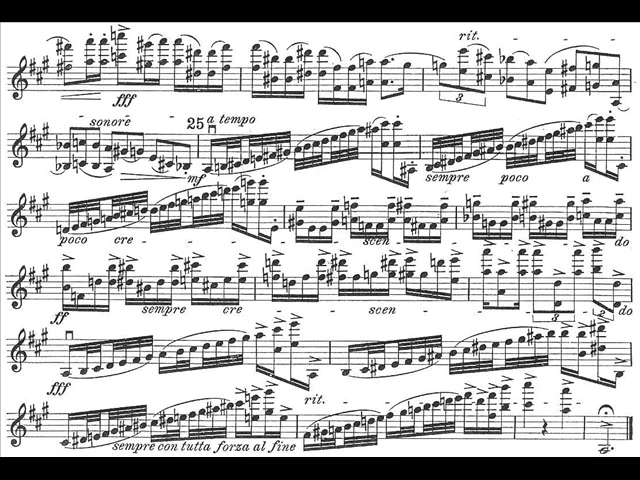 rit.
fff
3
sonore
25 a tempo
mf
sempre poco a
poco cre - - scen - - do
ff
sempre cre - - scen - - do
3
2
fff
rit.
sempre con tutta forza al fine